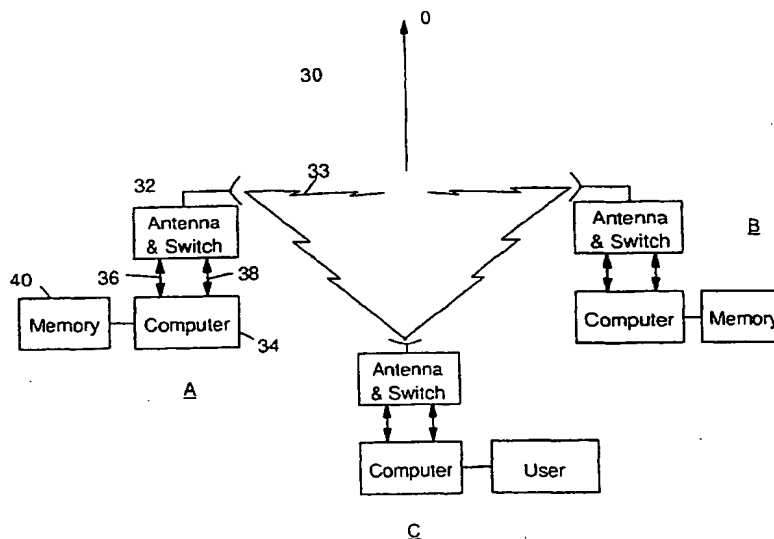 0
30
33
32
Antenna
& Switch
Antenna
& Switch
B
36
38
40
Memory
Computer
34
Computer
Memory
A
Antenna
& Switch
Computer
User
C